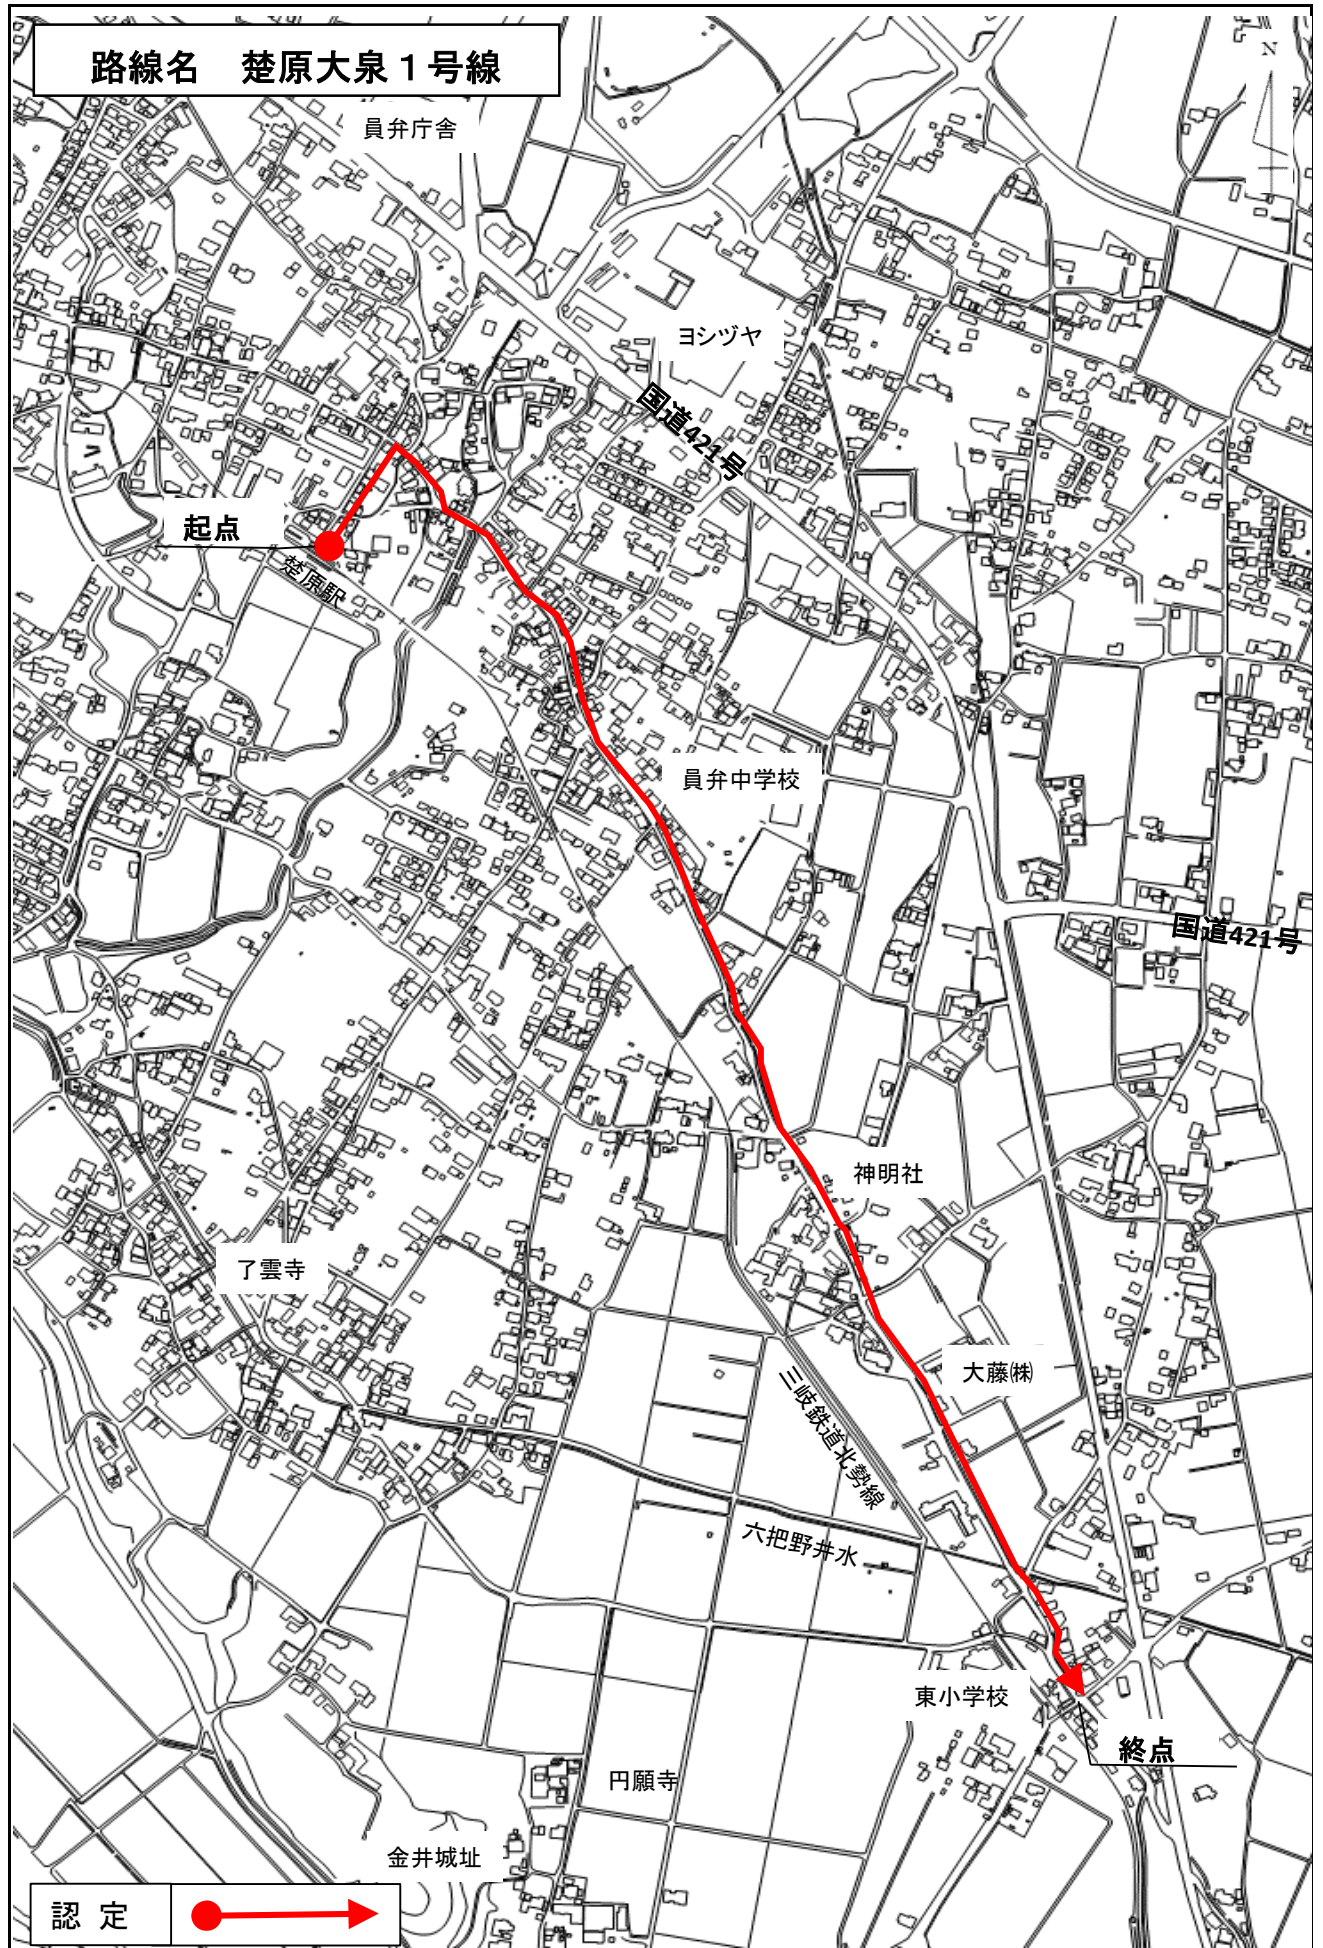 路線名　楚原大泉１号線
N
員弁庁舎
ヨシヅヤ
国道421号
起点
楚原駅
員弁中学校
国道421号
神明社
了雲寺
大藤㈱
三岐鉄道北勢線
六把野井水
東小学校
終点
円願寺
金井城址
認 定